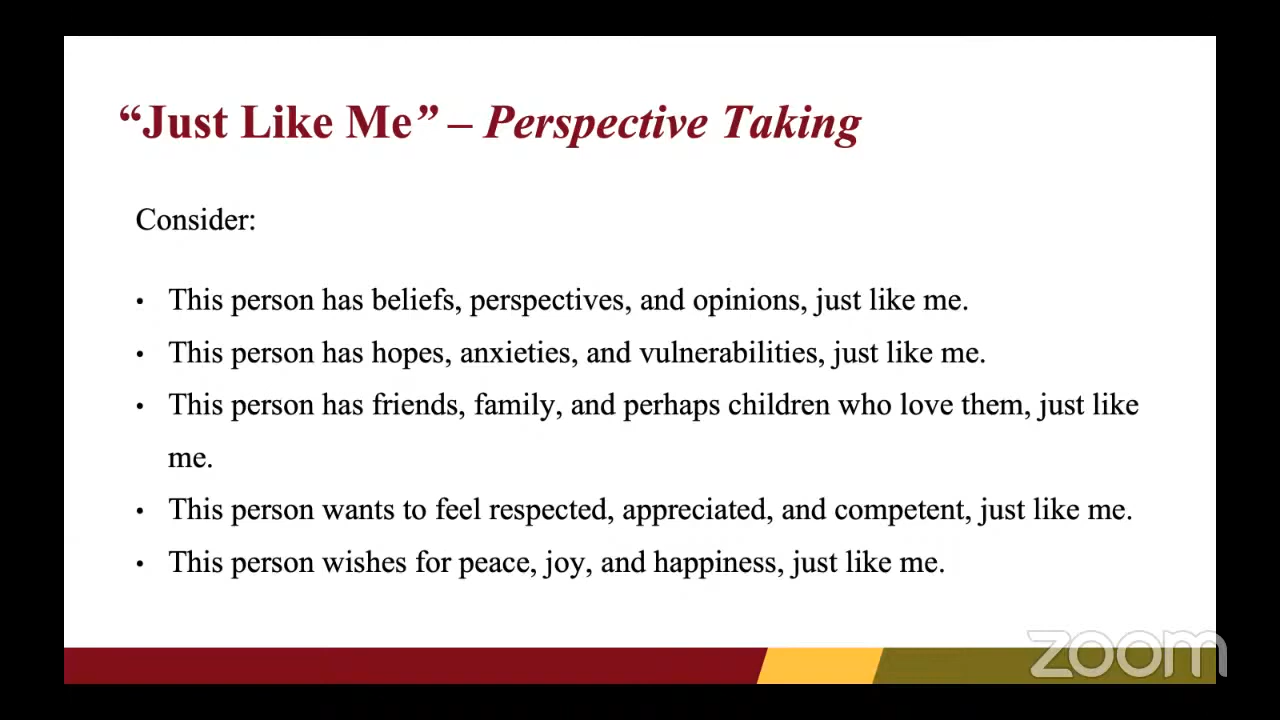 “Just Like Me” – Perspective Taking
Consider:
• This person has beliefs, perspectives, and opinions, just like me.
• This person has hopes, anxieties, and vulnerabilities, just like me.
• This person has friends, family, and perhaps children who love them, just like
me.
• This person wants to feel respected, appreciated, and competent, just like me.
• This person wishes for peace, joy, and happiness, just like me.
zoom